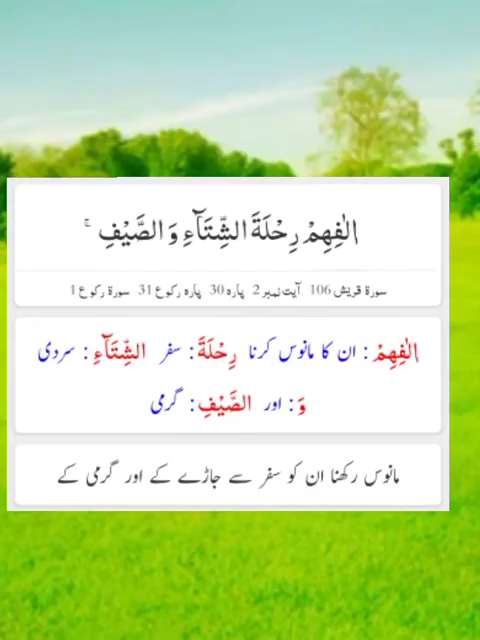 اٖلٰفِهِمْ رِحْلَةَ الشِّتَآءِ وَ الصَّیْفِۚ
سورۃ قریش 106 آیت نمبر 2 پارہ 30 پارہ رکوع 31 سورۃ رکوع 1
اٖلٰفِهِمْ : ان کا مانوس کرنا رِحْلَةَ : سفر الشِّتَآءِ : سردی
وَ : اور الصَّیْفِ : گرمی
مانوس رکھنا ان کو سفر سے جاڑے کے اور گرمی کے